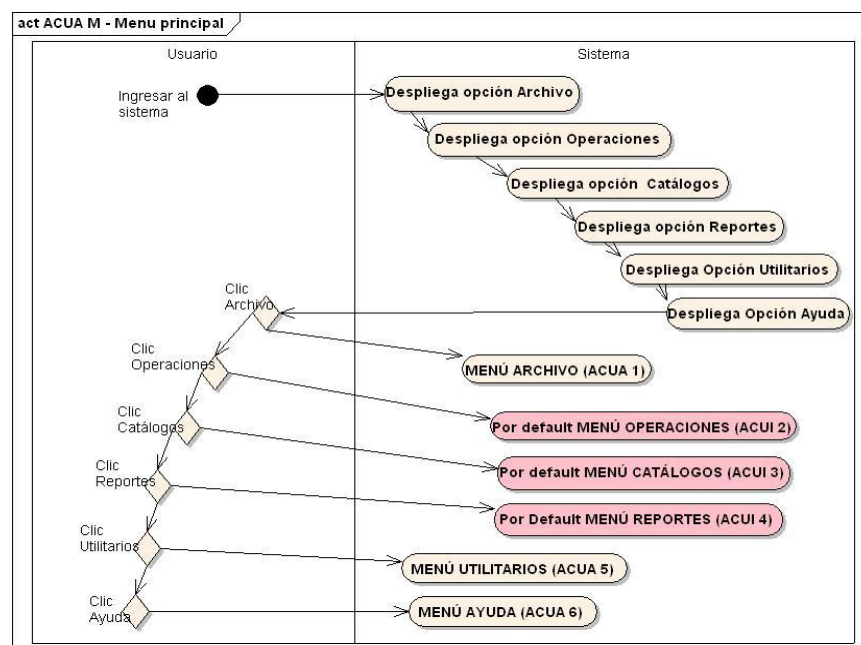 act ACUA M - Menu principal
Usuario
Sistema
Ingresar al
sistema
Despliega opción Archivo
Despliega opción Operaciones
Despliega opción Catálogos
Despliega opción Reportes
Despliega Opción Utilitarios
Despliega Opción Ayuda
Clic
Archivo
MENÚ ARCHIVO (ACUA 1)
Clic
Operaciones
Por default MENÚ OPERACIONES (ACUI 2)
Clic
Catálogos
Por default MENÚ CATÁLOGOS (ACUI 3)
Clic
Reportes
Por Default MENÚ REPORTES (ACUI 4)
Clic
Utilitarios
MENÚ UTILITARIOS (ACUA 5)
Clic
Ayuda
MENÚ AYUDA (ACUA 6)